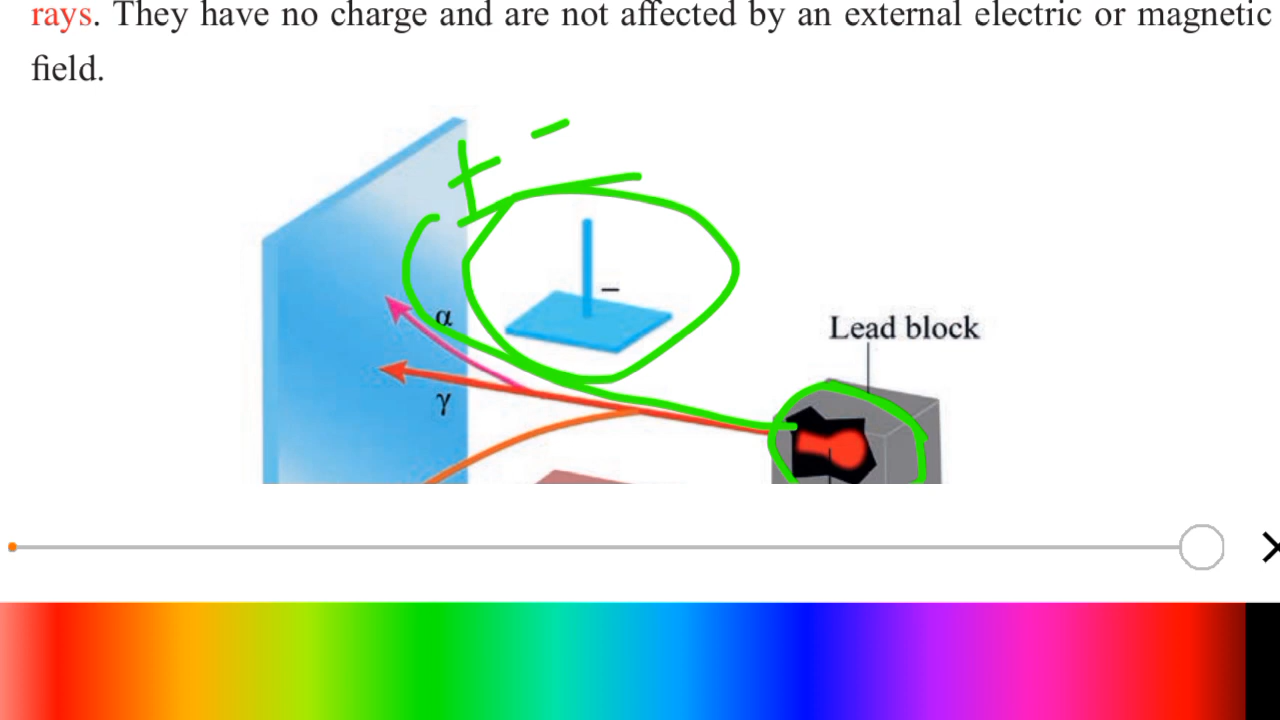 rays. They have no charge and are not affected by an external electric or magnetic
field.
+ -
–
α
Lead block
γ